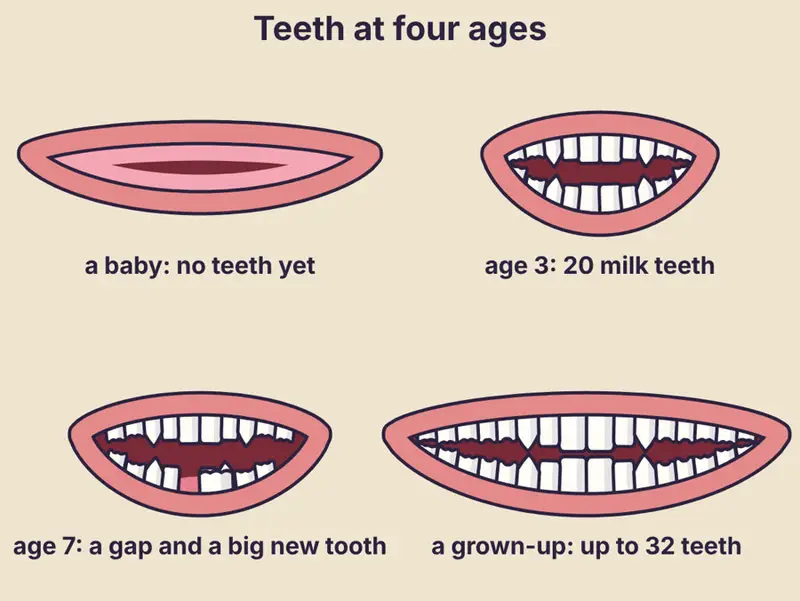 Teeth at four ages
a baby: no teeth yet
age 3: 20 milk teeth
age 7: a gap and a big new tooth
a grown-up: up to 32 teeth